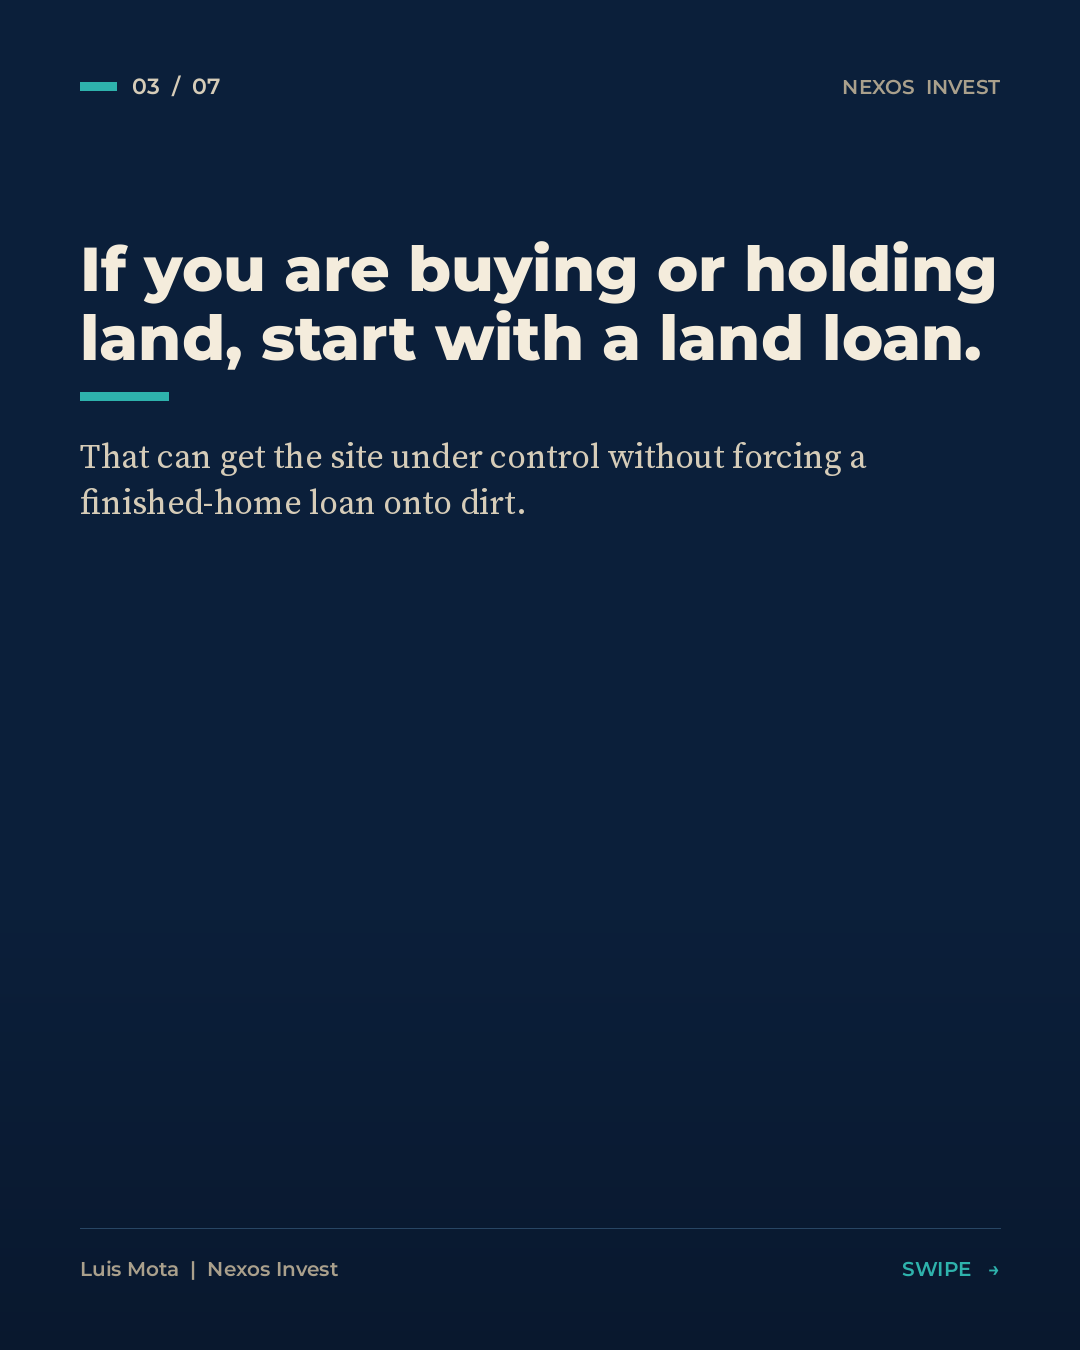 03 / 07
NEXOS INVEST
If you are buying or holding
land, start with a land loan.
That can get the site under control without forcing a
finished-home loan onto dirt.
Luis Mota | Nexos Invest
SWIPE →